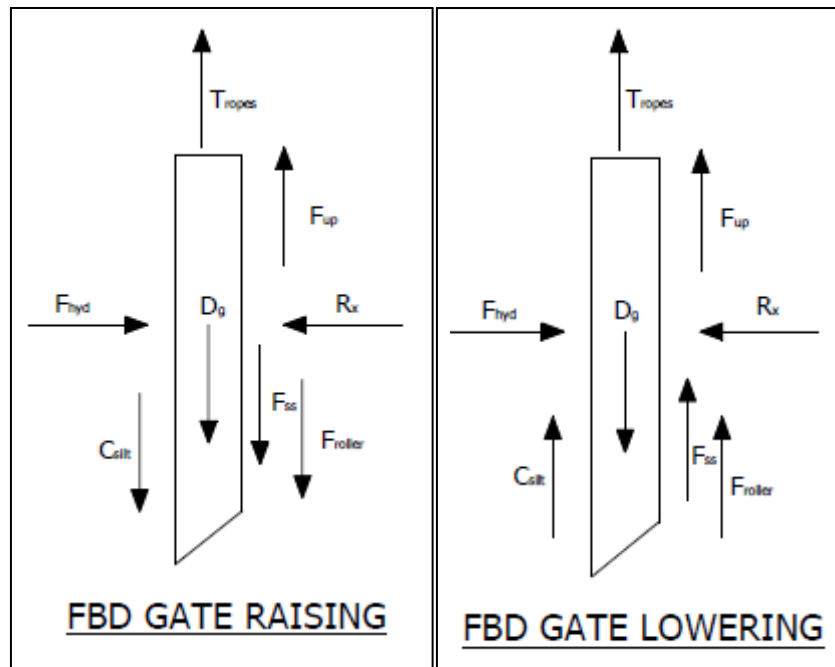 Tropes
Fup
Fhyd
Dg
Rx
Fss
Csilt
Froller
FBD GATE RAISING
Tropes
Fup
Fhyd
Dg
Rx
Csilt
Fss
Froller
FBD GATE LOWERING